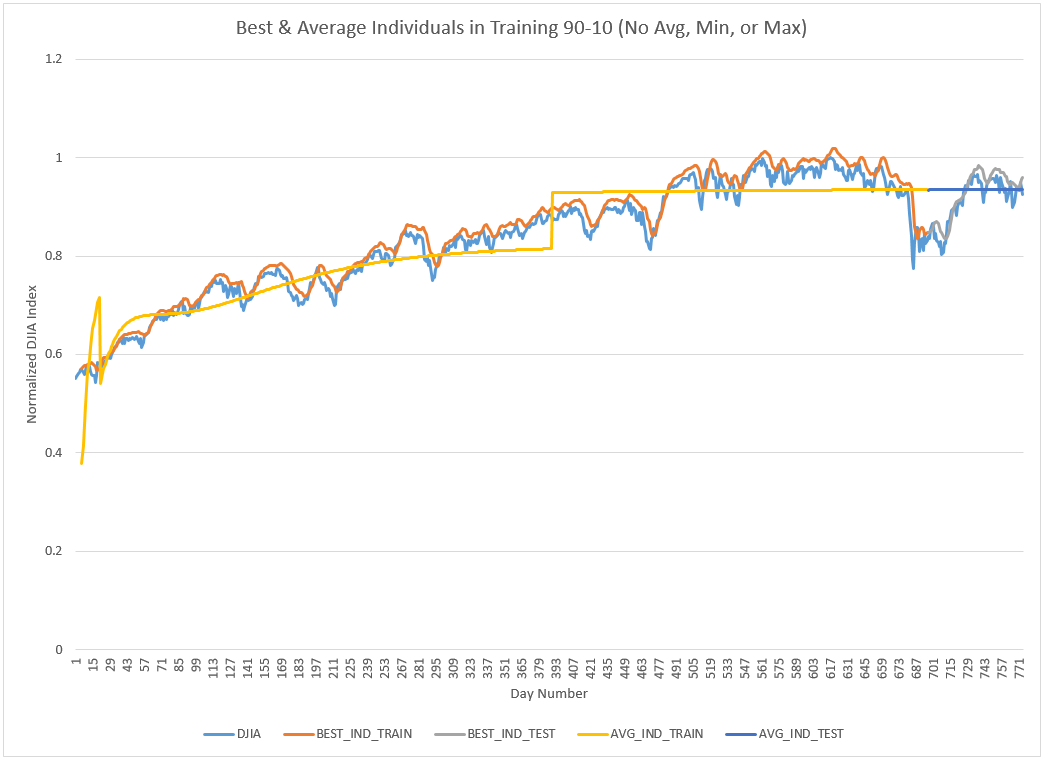 Best & Average Individuals in Training 90-10 (No Avg, Min, or Max)
1.2
1
0.8
0.6
0.4
0.2
0
Normalized DJIA Index
1 15 29 43 57 71 85 99 113 127 141 155 169 183 197 211 225 239 253 267 281 295 309 323 337 351 365 379 393 407 421 435 449 463 477 491 505 519 533 547 561 575 589 603 617 631 645 659 673 687 701 715 729 743 757 771
Day Number
DJIA BEST_IND_TRAIN BEST_IND_TEST AVG_IND_TRAIN AVG_IND_TEST